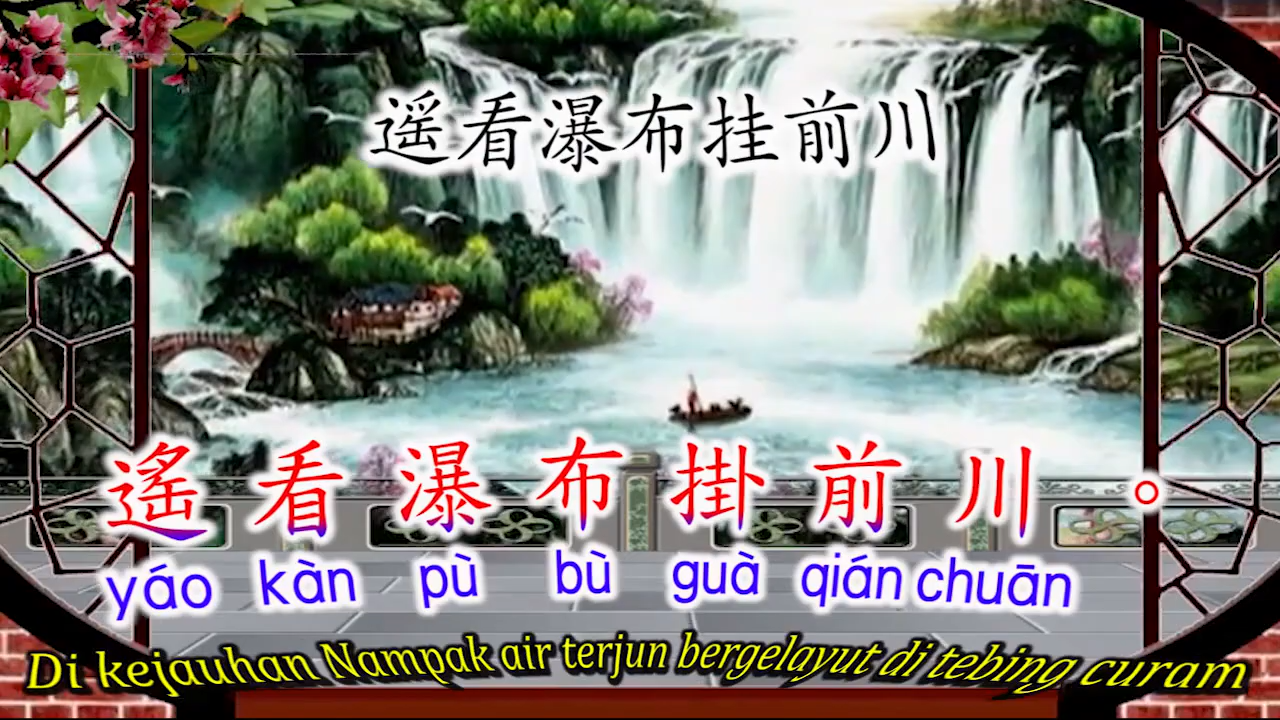 遥看瀑布挂前川
遙看瀑布掛前川。
yáo kàn pù bù guà qián chuān
Di kejauhan Nampak air terjun bergelayut di tebing curam